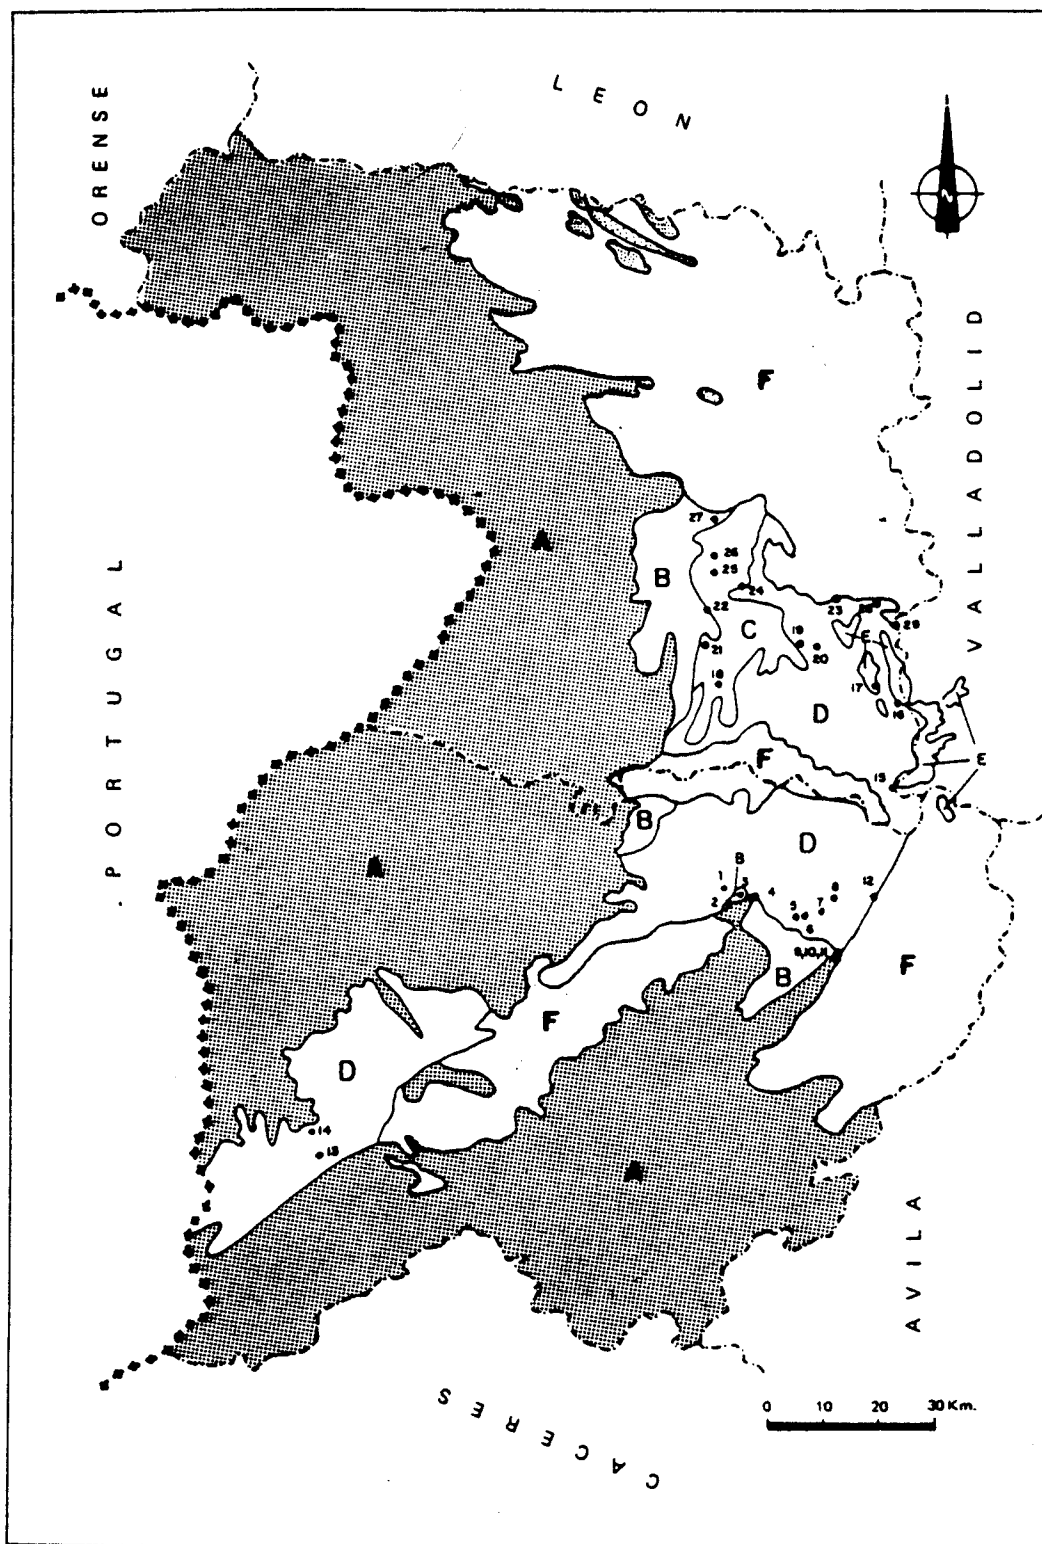 LEON
ORENSE
N
VALLADOLID
F
27
A
26
B
25
24
22
C
23
28
29
E
19
20
21
18
17
16
D
PORTUGAL
F
E
15
B
D
A
B
1
3
4
8
12
2
5
7
6
9,10,11
F
B
F
D
14
13
A
AVILA
0 10 20 30 Km.
CACERES